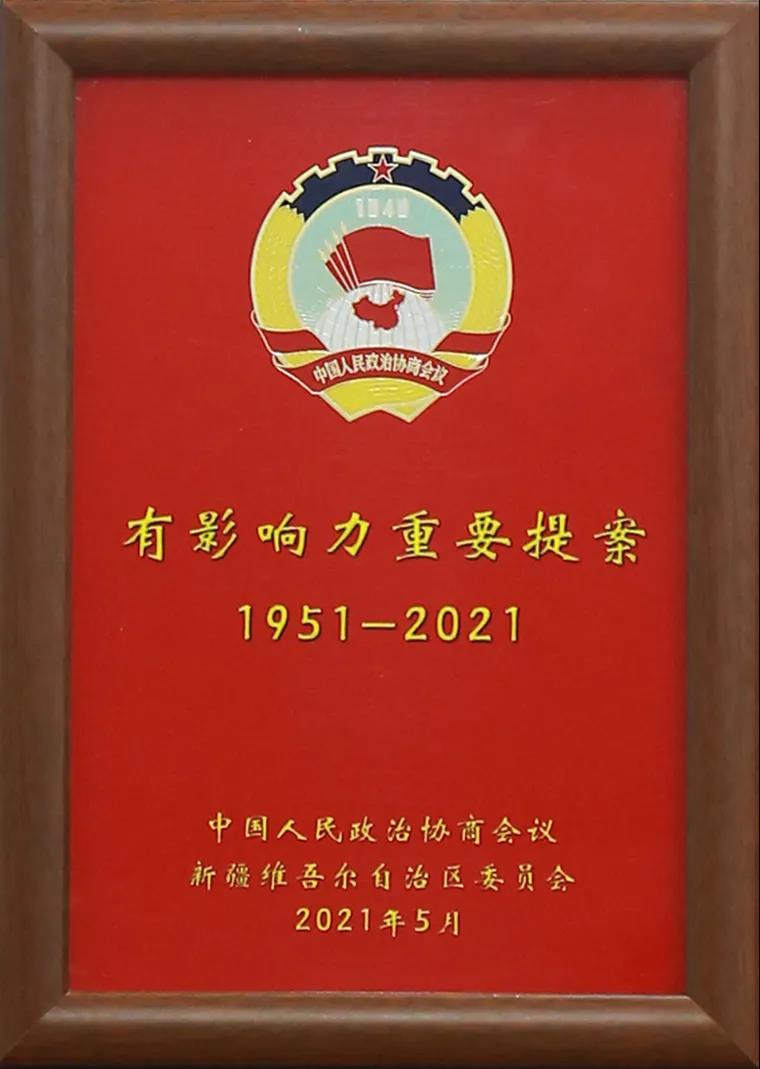 1949
中国人民政治协商会议
有影响力重要提案
1951—2021
中国人民政治协商会议
新疆维吾尔自治区委员会
2021年5月